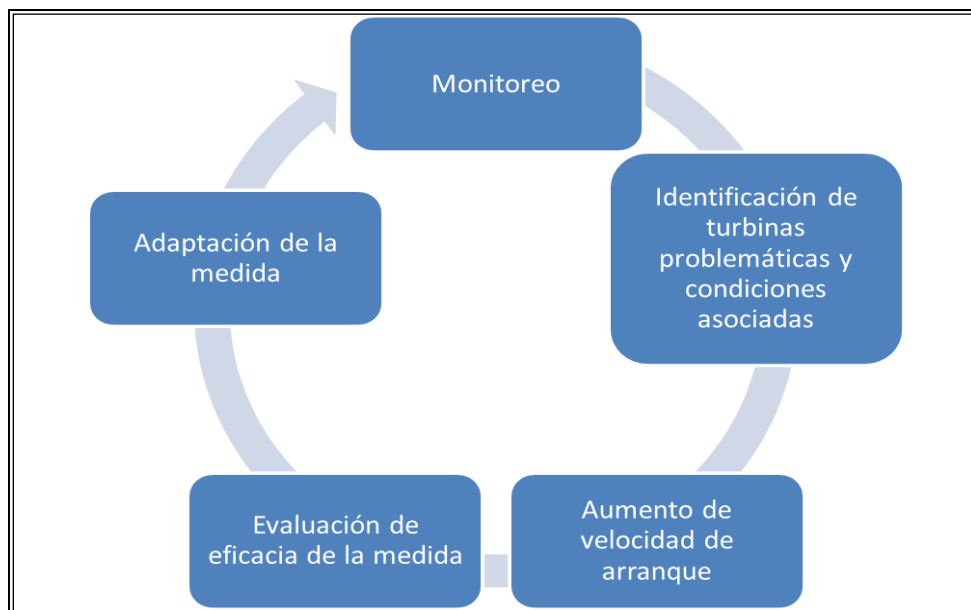 Monitoreo
Identificación de
turbinas
problemáticas y
condiciones
asociadas
Aumento de
velocidad de
arranque
Evaluación de
eficacia de la medida
Adaptación de la
medida